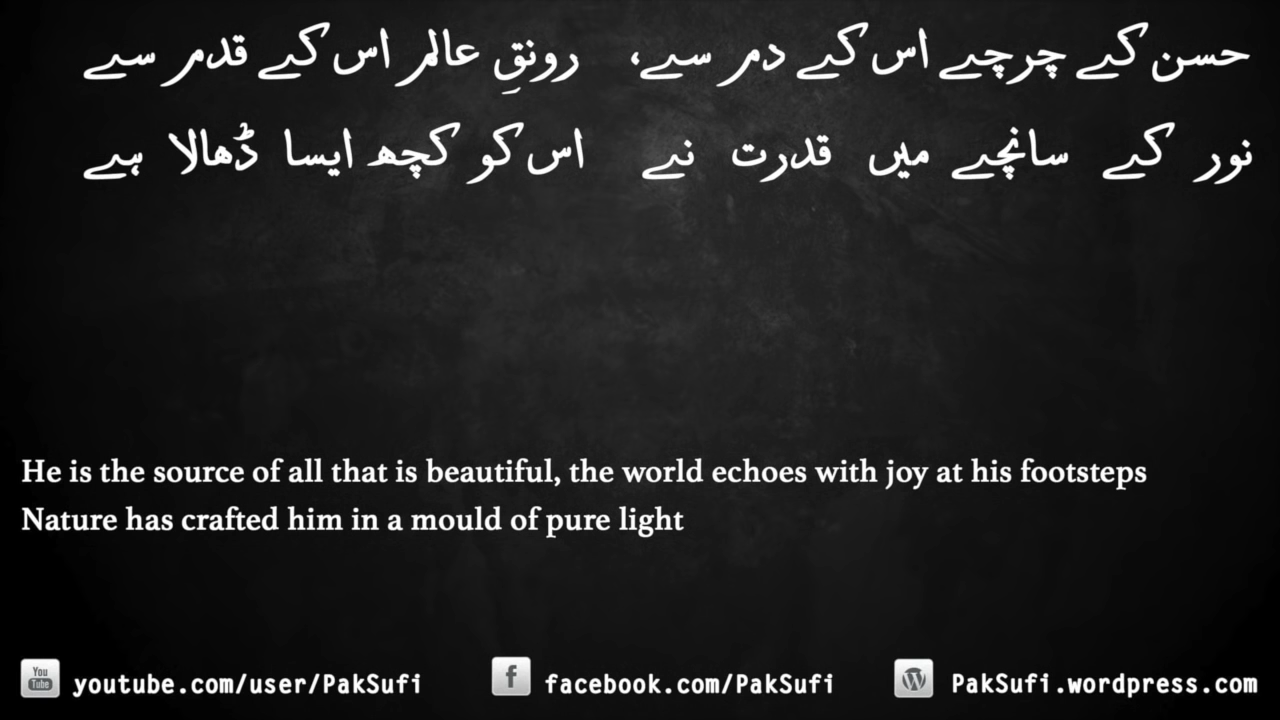 حسن کے چرچے اس کے دم سے، رونقِ عالم اس کے قدم سے
نور کے سانچے میں قدرت نے اس کو کچھ ایسا ڈھالا ہے
He is the source of all that is beautiful, the world echoes with joy at his footsteps
Nature has crafted him in a mould of pure light
You Tube youtube.com/user/PakSufi f facebook.com/PakSufi W PakSufi.wordpress.com